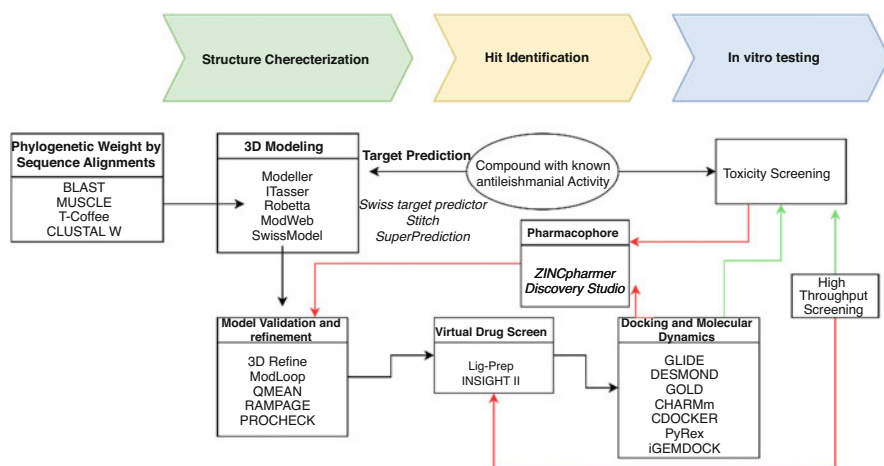 Structure Cherecterization
Hit Identification
In vitro testing
Phylogenetic Weight by
Sequence Alignments
BLAST
MUSCLE
T-Coffee
CLUSTAL W
3D Modeling
Modeller
ITasser
Robetta
ModWeb
SwissModel
Target Prediction
Swiss target predictor
Stitch
SuperPrediction
Compound with known
antileishmanial Activity
Toxicity Screening
Pharmacophore
ZINCpharmer
Discovery Studio
High
Throughput
Screening
Model Validation and
refinement
3D Refine
ModLoop
QMEAN
RAMPAGE
PROCHECK
Virtual Drug Screen
Lig-Prep
INSIGHT II
Docking and Molecular
Dynamics
GLIDE
DESMOND
GOLD
CHARMm
CDOCKER
PyRex
iGEMDOCK